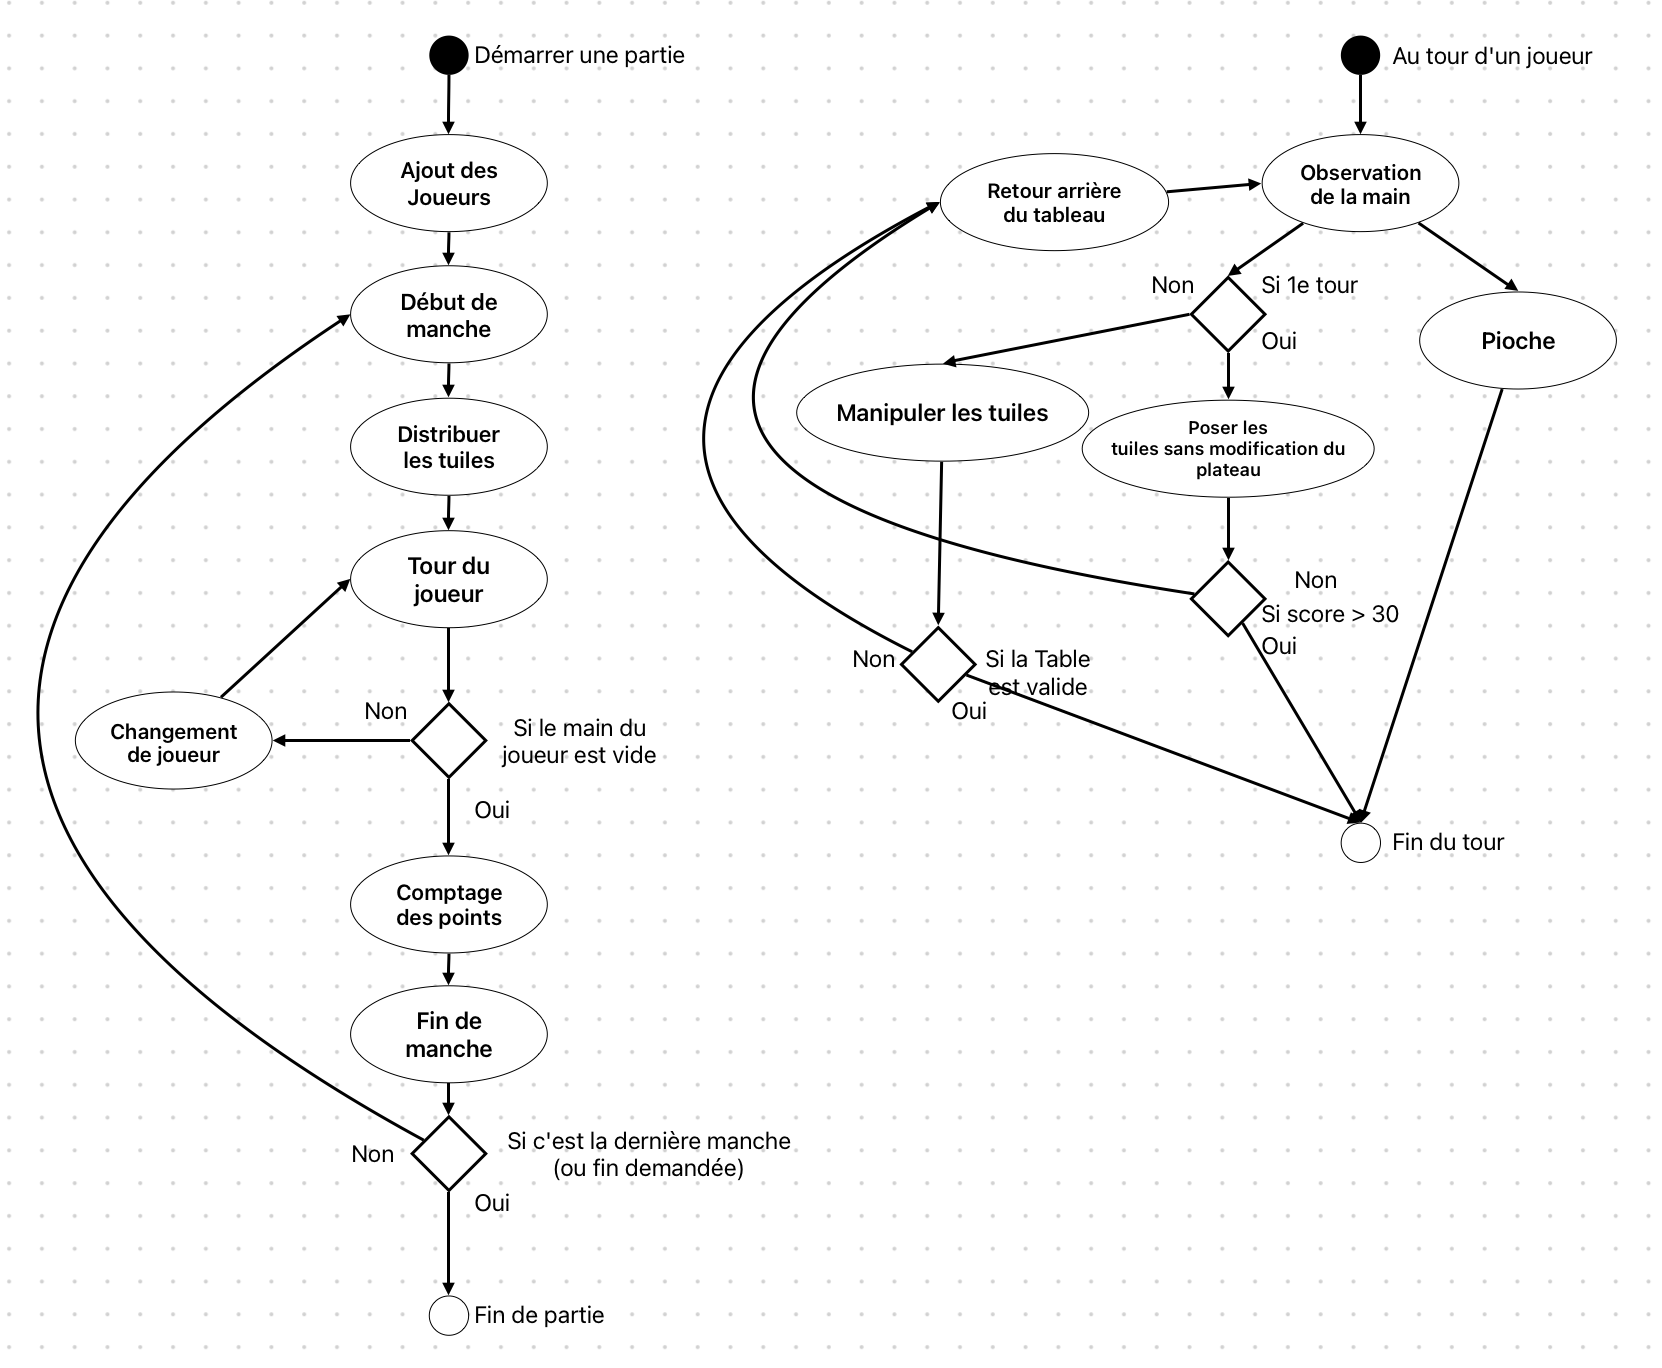 Démarrer une partie
Ajout des
Joueurs
Début de
manche
Distribuer
les tuiles
Tour du
joueur
Non
Si le main du
joueur est vide
Changement
de joueur
Oui
Comptage
des points
Fin de
manche
Si c'est la dernière manche
(ou fin demandée)
Non
Oui
Fin de partie
Au tour d'un joueur
Observation
de la main
Retour arrière
du tableau
Non
Si 1e tour
Oui
Pioche
Manipuler les tuiles
Poser les
tuiles sans modification du
plateau
Non
Si score > 30
Oui
Non
Si la Table
est valide
Oui
Fin du tour